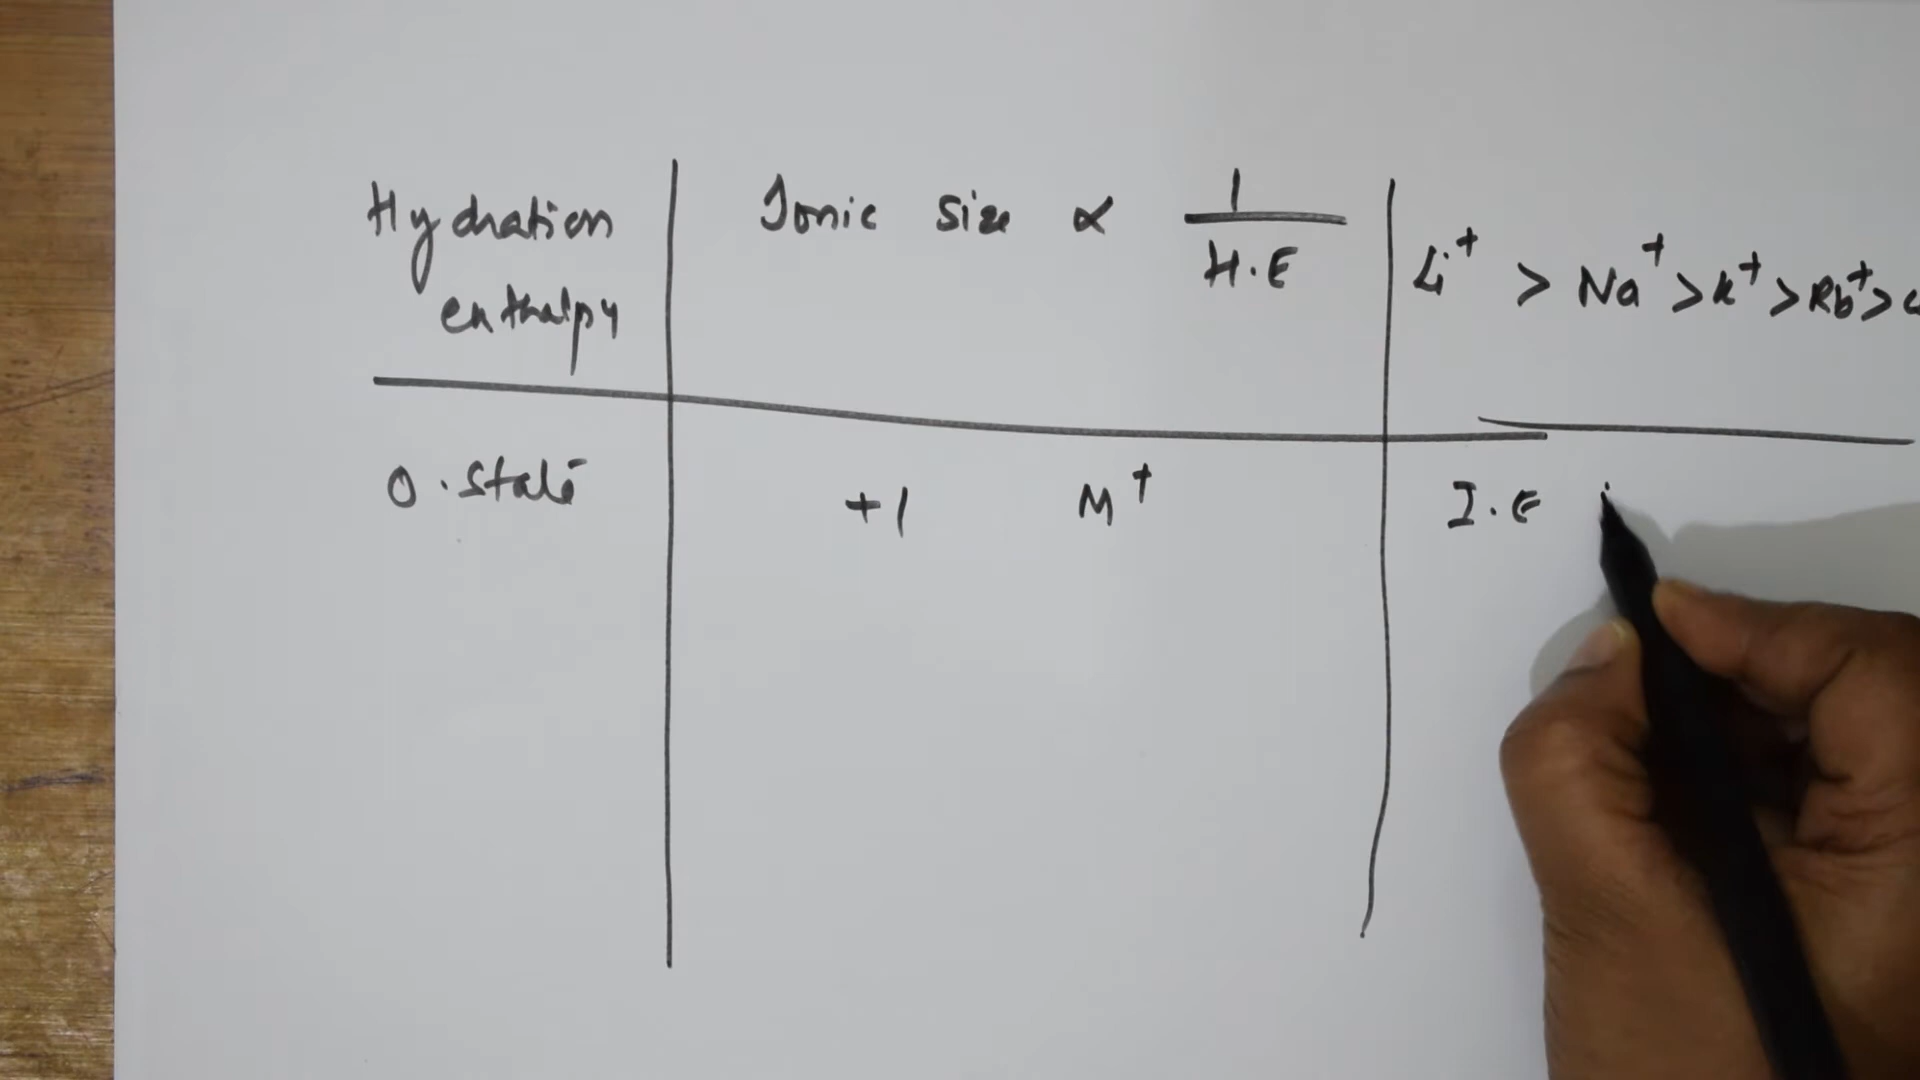 Hydration enthalpy
Ionic size ∝ 1/H.E
Li⁺ > Na⁺ > K⁺ > Rb⁺ >
O. State
+1 M⁺
I.E